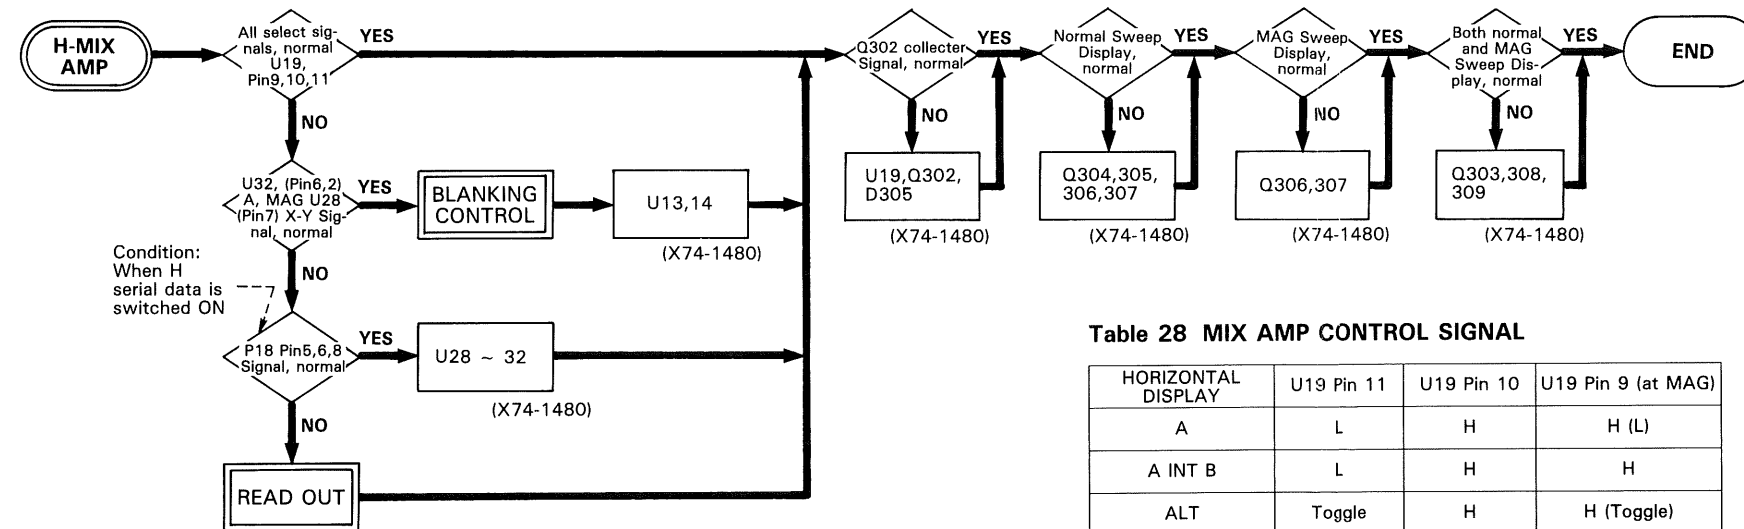 H-MIX
AMP
All select sig-
nals, normal
U19,
Pin9,10,11
YES
NO
U32, (Pin6,2)
A, MAG U28
(Pin7) X-Y Sig-
nal, normal
YES
BLANKING
CONTROL
U13,14
(X74-1480)
NO
Condition:
When H
serial data is
switched ON
P18 Pin5,6,8
Signal, normal
YES
U28 ~ 32
(X74-1480)
NO
READ OUT
Q302 collecter
Signal, normal
YES
NO
U19,Q302,
D305
(X74-1480)
Normal Sweep
Display,
normal
YES
NO
Q304,305,
306,307
(X74-1480)
MAG Sweep
Display,
normal
YES
NO
Q306,307
(X74-1480)
Both normal
and MAG
Sweep Dis-
play, normal
YES
NO
Q303,308,
309
(X74-1480)
END
Table 28 MIX AMP CONTROL SIGNAL
HORIZONTAL
DISPLAY
U19 Pin 11
U19 Pin 10
U19 Pin 9 (at MAG)
A
L
H
H (L)
A INT B
L
H
H
ALT
Toggle
H
H (Toggle)